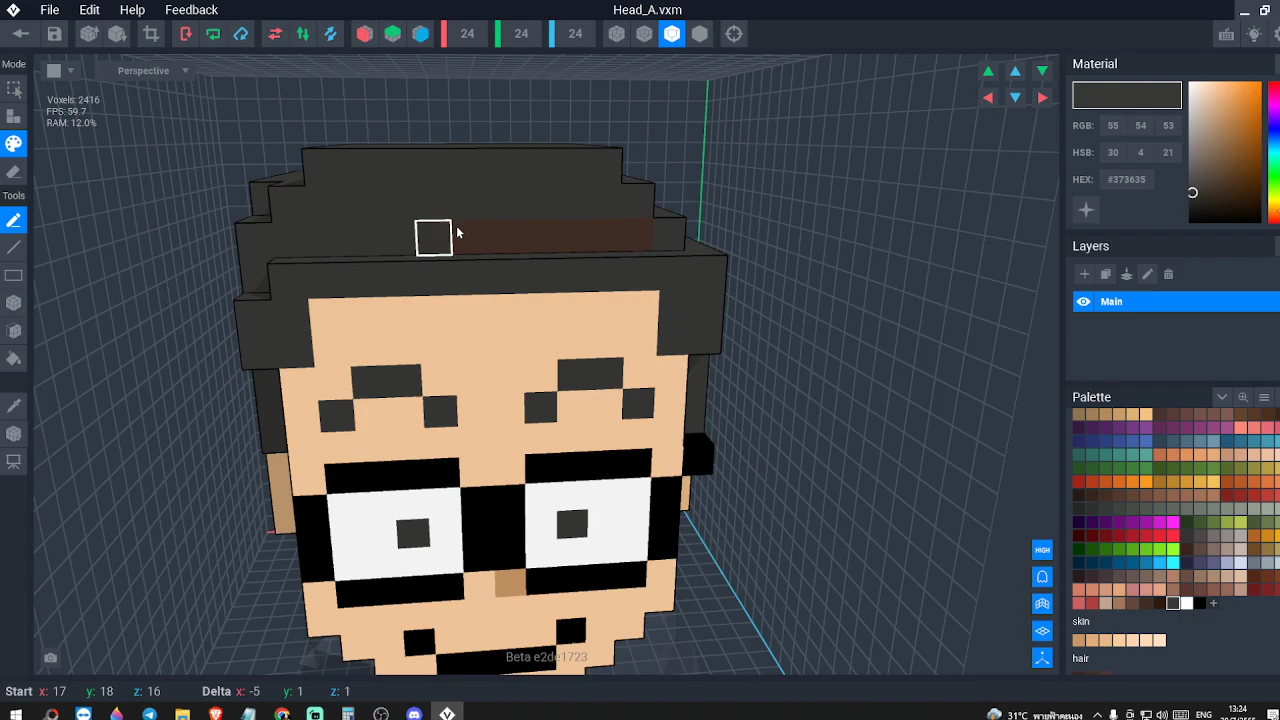 File Edit Help Feedback
Head_A.vxm
24 24 24
Mode
Perspective
Material
Voxels: 2416
FPS: 59.7
RAM: 12.0%
RGB: 55 54 53
HSB: 30 4 21
HEX: #373635
Tools
Layers
Main
Palette
HIGH
skin
Beta e2de1723
hair
Start x: 17 y: 18 z: 16 Delta x: -5 y: 1 z: 1
31°C
ENG
13:24